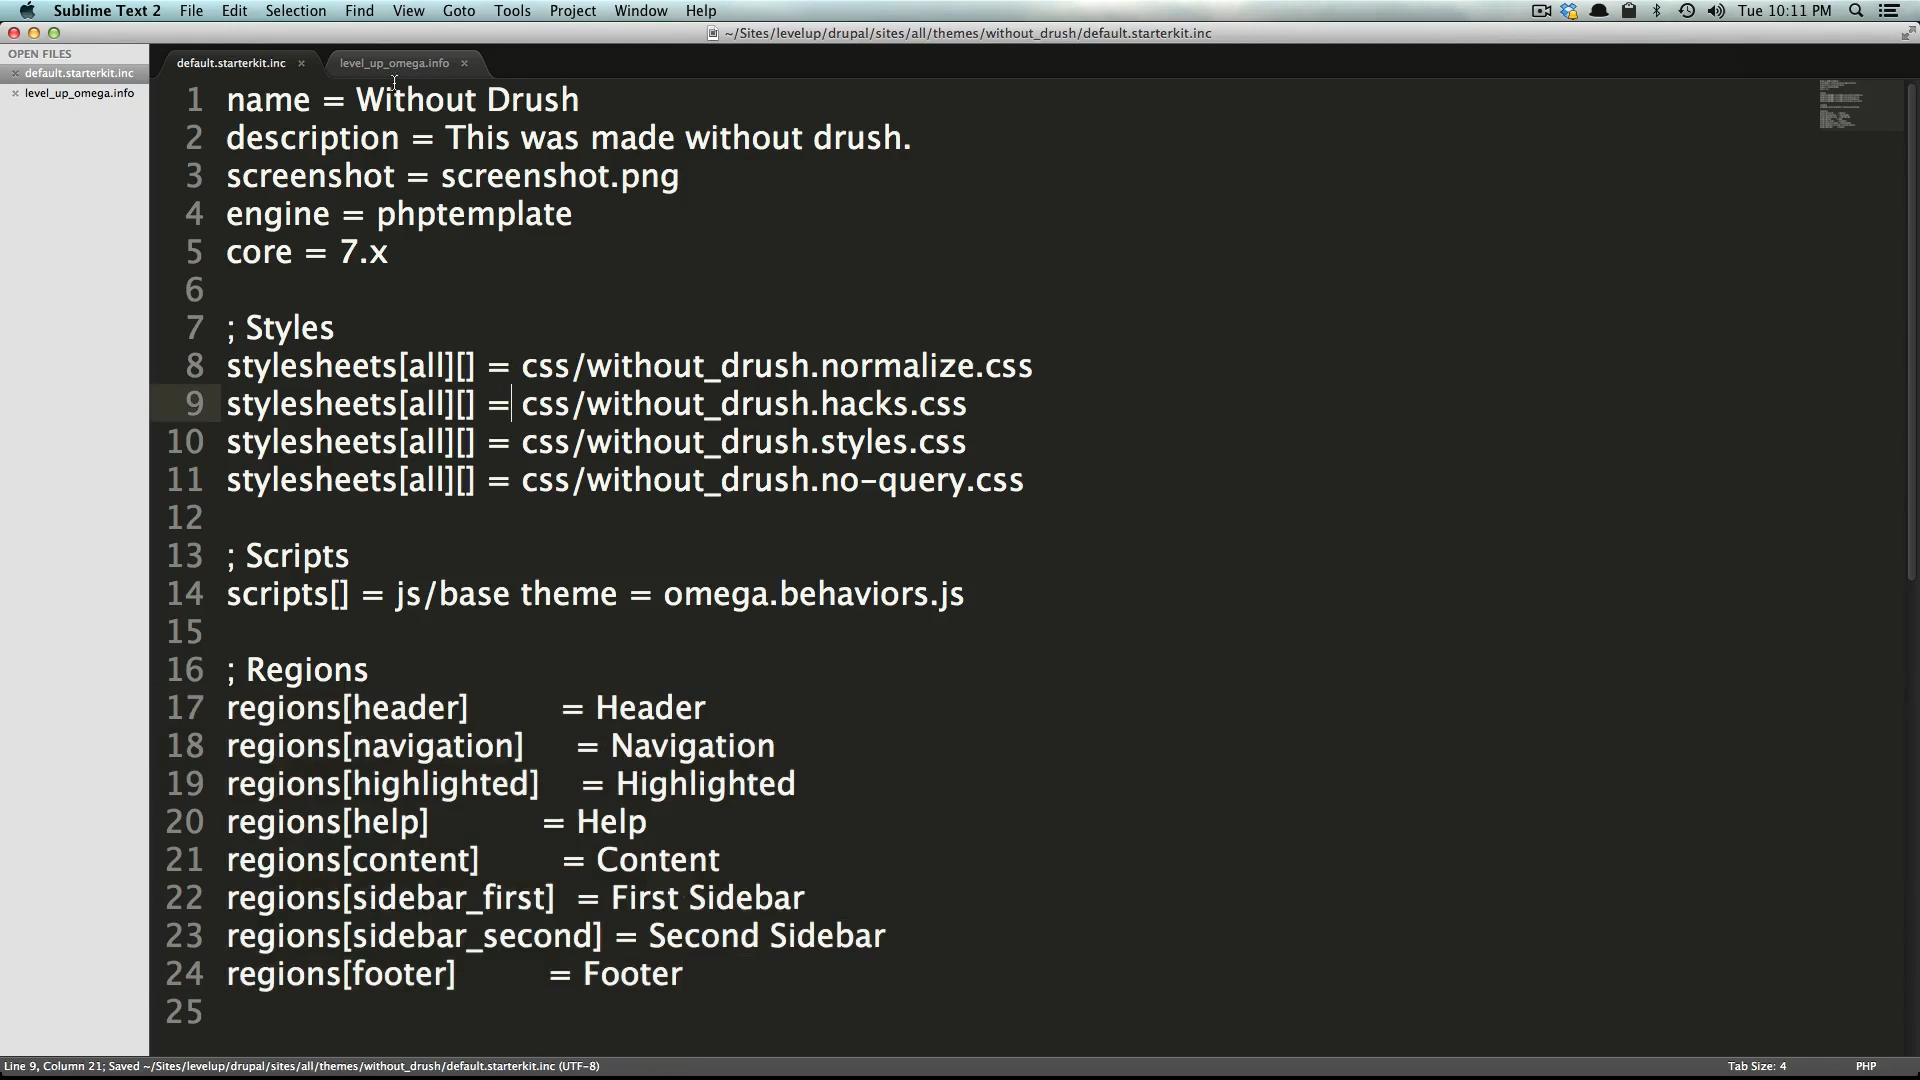 Sublime Text 2 File Edit Selection Find View Goto Tools Project Window Help Tue 10:11 PM
~/Sites/levelup/drupal/sites/all/themes/without_drush/default.starterkit.inc
OPEN FILES
default.starterkit.inc
level_up_omega.info
default.starterkit.inc level_up_omega.info
1 name = Without Drush
2 description = This was made without drush.
3 screenshot = screenshot.png
4 engine = phptemplate
5 core = 7.x
6
7 ; Styles
8 stylesheets[all][] = css/without_drush.normalize.css
9 stylesheets[all][] = css/without_drush.hacks.css
10 stylesheets[all][] = css/without_drush.styles.css
11 stylesheets[all][] = css/without_drush.no-query.css
12
13 ; Scripts
14 scripts[] = js/base theme = omega.behaviors.js
15
16 ; Regions
17 regions[header] = Header
18 regions[navigation] = Navigation
19 regions[highlighted] = Highlighted
20 regions[help] = Help
21 regions[content] = Content
22 regions[sidebar_first] = First Sidebar
23 regions[sidebar_second] = Second Sidebar
24 regions[footer] = Footer
25
Line 9, Column 21; Saved ~/Sites/levelup/drupal/sites/all/themes/without_drush/default.starterkit.inc (UTF-8) Tab Size: 4 PHP